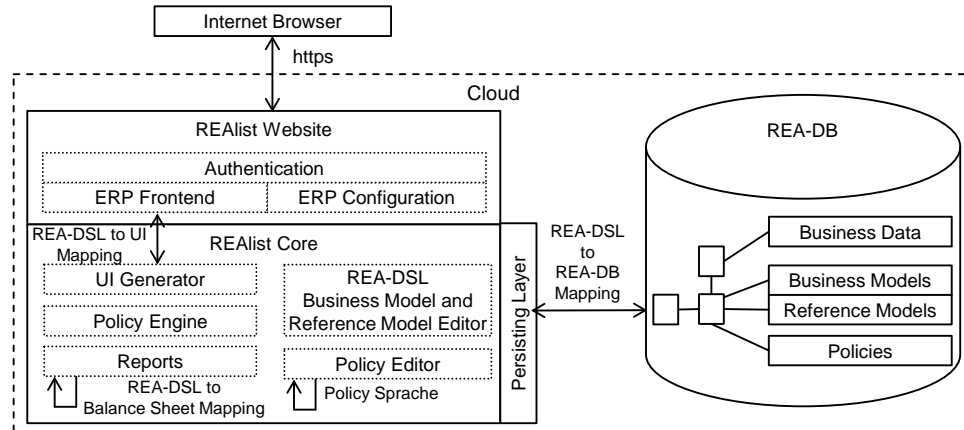 Internet Browser
https
Cloud
REAlist Website
Authentication
ERP Frontend
ERP Configuration
REA-DSL to UI
Mapping
REAlist Core
UI Generator
Policy Engine
Reports
REA-DSL to
Balance Sheet Mapping
REA-DSL
Business Model and
Reference Model Editor
Policy Editor
Policy Sprache
Persisting Layer
REA-DSL
to
REA-DB
Mapping
REA-DB
Business Data
Business Models
Reference Models
Policies